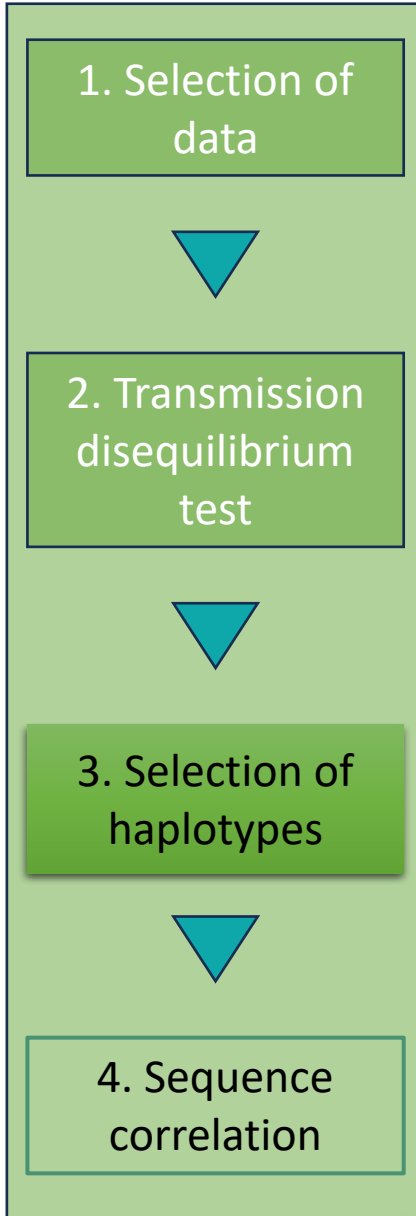 1. Selection of
data
2. Transmission
disequilibrium
test
3. Selection of
haplotypes
4. Sequence
correlation